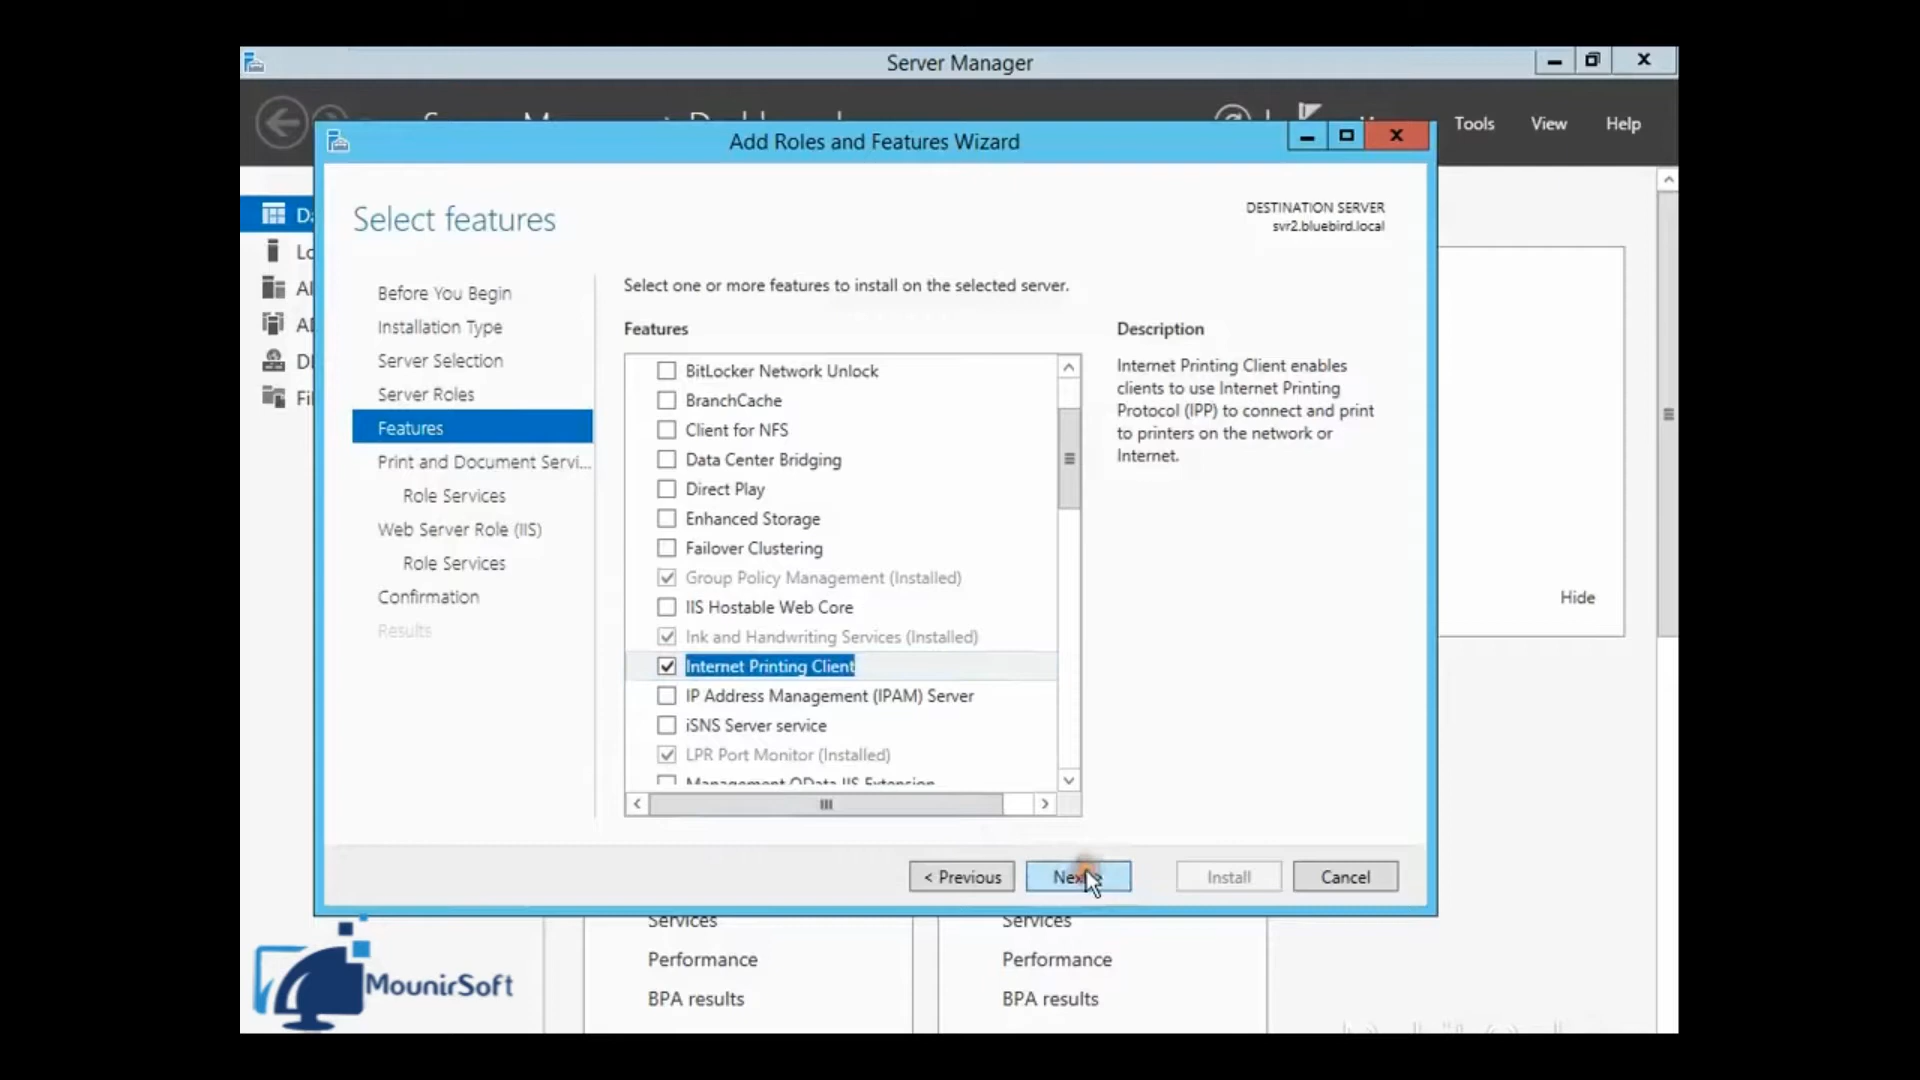 Server Manager
Tools
View
Help
Add Roles and Features Wizard
Select features
DESTINATION SERVER
svr2.bluebird.local
Before You Begin
Installation Type
Server Selection
Server Roles
Features
Print and Document Servi...
Role Services
Web Server Role (IIS)
Role Services
Confirmation
Results
Select one or more features to install on the selected server.
Features
BitLocker Network Unlock
BranchCache
Client for NFS
Data Center Bridging
Direct Play
Enhanced Storage
Failover Clustering
Group Policy Management (Installed)
IIS Hostable Web Core
Ink and Handwriting Services (Installed)
Internet Printing Client
IP Address Management (IPAM) Server
iSNS Server service
LPR Port Monitor (Installed)
Management OData IIS Extension
Description
Internet Printing Client enables
clients to use Internet Printing
Protocol (IPP) to connect and print
to printers on the network or
Internet.
Hide
< Previous
Next >
Install
Cancel
Services
Performance
BPA results
Services
Performance
BPA results
MounirSoft